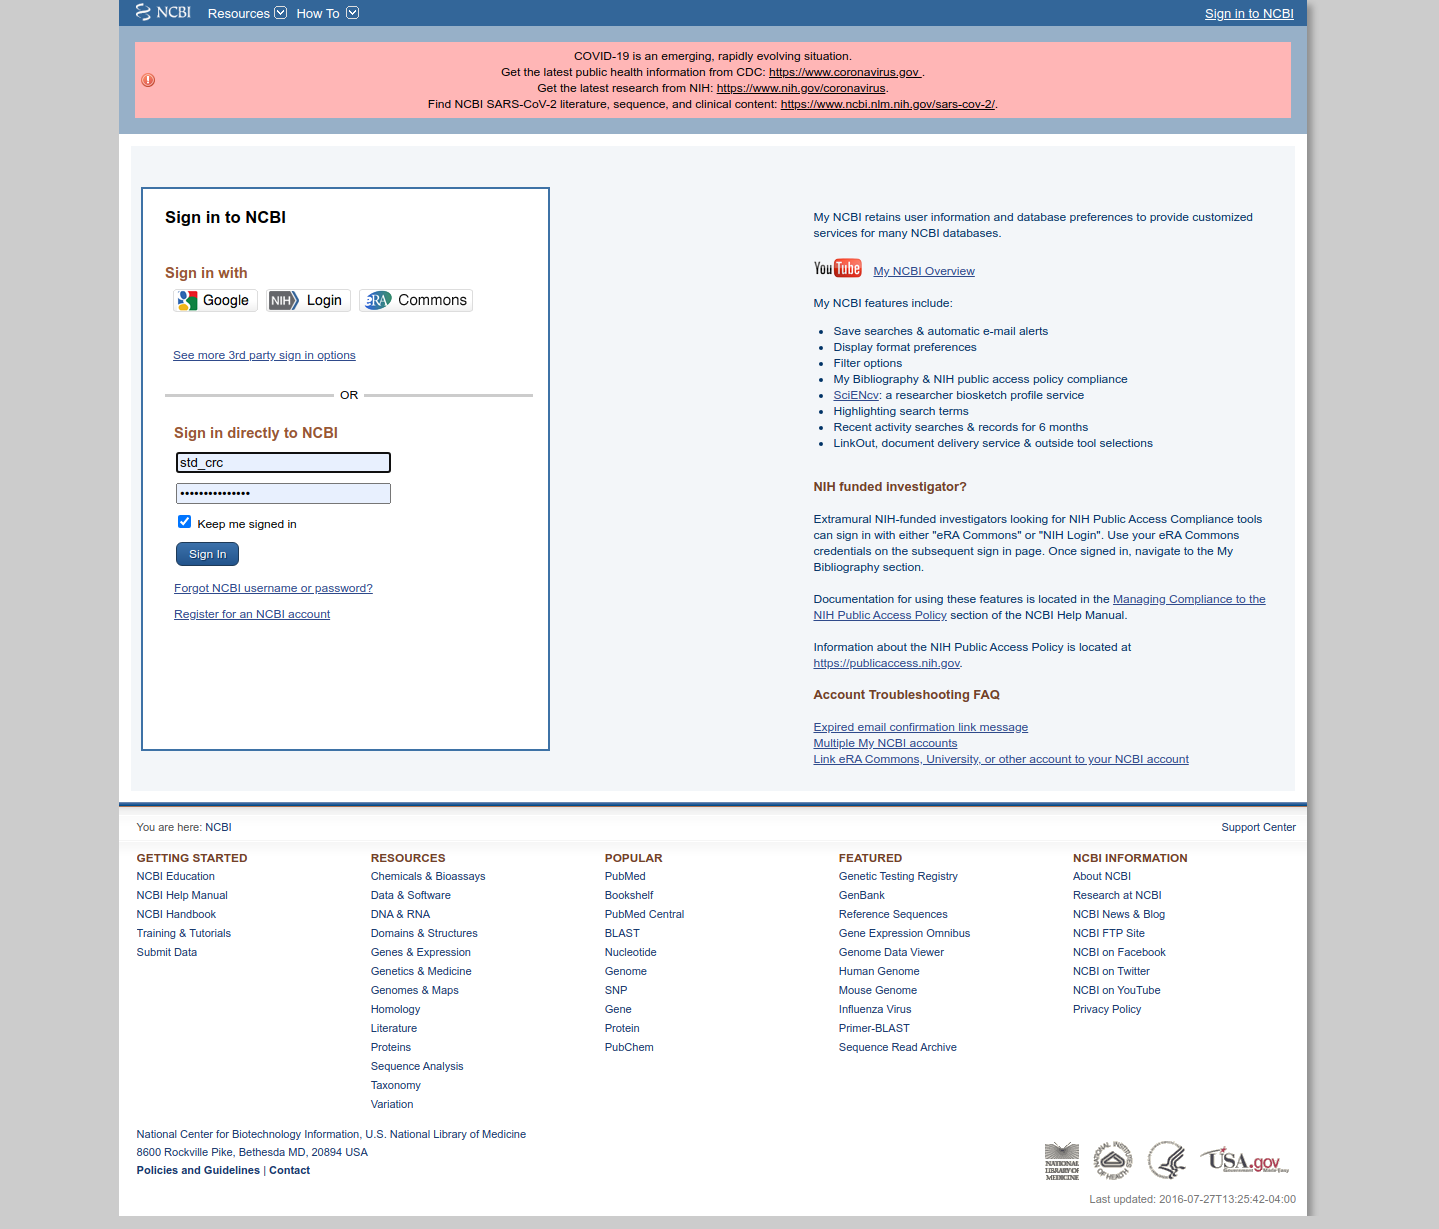 NCBI Resources How To Sign in to NCBI
COVID-19 is an emerging, rapidly evolving situation.
Get the latest public health information from CDC: https://www.coronavirus.gov .
Get the latest research from NIH: https://www.nih.gov/coronavirus.
Find NCBI SARS-CoV-2 literature, sequence, and clinical content: https://www.ncbi.nlm.nih.gov/sars-cov-2/.
Sign in to NCBI
Sign in with
Google NIH Login eRA Commons
See more 3rd party sign in options
OR
Sign in directly to NCBI
std_crc
•••••••••••••••
Keep me signed in
Sign In
Forgot NCBI username or password?
Register for an NCBI account
My NCBI retains user information and database preferences to provide customized
services for many NCBI databases.
YouTube My NCBI Overview
My NCBI features include:
• Save searches & automatic e-mail alerts
• Display format preferences
• Filter options
• My Bibliography & NIH public access policy compliance
• SciENcv: a researcher biosketch profile service
• Highlighting search terms
• Recent activity searches & records for 6 months
• LinkOut, document delivery service & outside tool selections
NIH funded investigator?
Extramural NIH-funded investigators looking for NIH Public Access Compliance tools
can sign in with either "eRA Commons" or "NIH Login". Use your eRA Commons
credentials on the subsequent sign in page. Once signed in, navigate to the My
Bibliography section.
Documentation for using these features is located in the Managing Compliance to the
NIH Public Access Policy section of the NCBI Help Manual.
Information about the NIH Public Access Policy is located at
https://publicaccess.nih.gov.
Account Troubleshooting FAQ
Expired email confirmation link message
Multiple My NCBI accounts
Link eRA Commons, University, or other account to your NCBI account
You are here: NCBI
Support Center
GETTING STARTED
NCBI Education
NCBI Help Manual
NCBI Handbook
Training & Tutorials
Submit Data
RESOURCES
Chemicals & Bioassays
Data & Software
DNA & RNA
Domains & Structures
Genes & Expression
Genetics & Medicine
Genomes & Maps
Homology
Literature
Proteins
Sequence Analysis
Taxonomy
Variation
POPULAR
PubMed
Bookshelf
PubMed Central
BLAST
Nucleotide
Genome
SNP
Gene
Protein
PubChem
FEATURED
Genetic Testing Registry
GenBank
Reference Sequences
Gene Expression Omnibus
Genome Data Viewer
Human Genome
Mouse Genome
Influenza Virus
Primer-BLAST
Sequence Read Archive
NCBI INFORMATION
About NCBI
Research at NCBI
NCBI News & Blog
NCBI FTP Site
NCBI on Facebook
NCBI on Twitter
NCBI on YouTube
Privacy Policy
National Center for Biotechnology Information, U.S. National Library of Medicine
8600 Rockville Pike, Bethesda MD, 20894 USA
Policies and Guidelines | Contact
NATIONAL
LIBRARY OF
MEDICINE
NATIONAL INSTITUTES OF HEALTH
USA.gov
Government Made Easy
Last updated: 2016-07-27T13:25:42-04:00